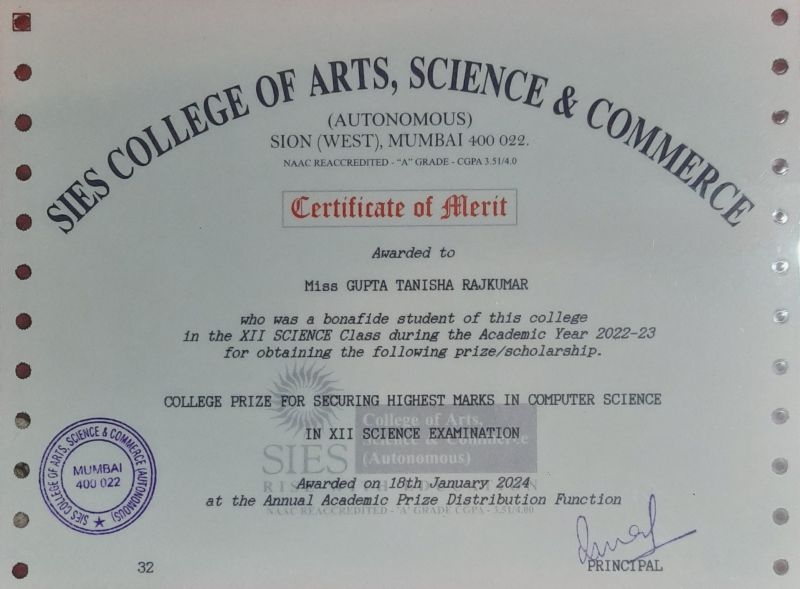 SIES COLLEGE OF ARTS, SCIENCE & COMMERCE
(AUTONOMOUS)
SION (WEST), MUMBAI 400 022.
NAAC REACCREDITED - "A" GRADE - CGPA 3.51/4.0
Certificate of Merit
Awarded to
Miss GUPTA TANISHA RAJKUMAR
who was a bonafide student of this college
in the XII SCIENCE Class during the Academic Year 2022-23
for obtaining the following prize/scholarship.
COLLEGE PRIZE FOR SECURING HIGHEST MARKS IN COMPUTER SCIENCE
College of Arts,
Science & Commerce
IN XII SCIENCE EXAMINATION
(Autonomous)
SIES
Awarded on 18th January 2024
at the Annual Academic Prize Distribution Function
NAAC REACCREDITED - 'A' GRADE CGPA - 3.51/4.00
SIES COLLEGE OF ARTS, SCIENCE & COMMERCE (AUTONOMOUS)
MUMBAI
400 022
32
PRINCIPAL